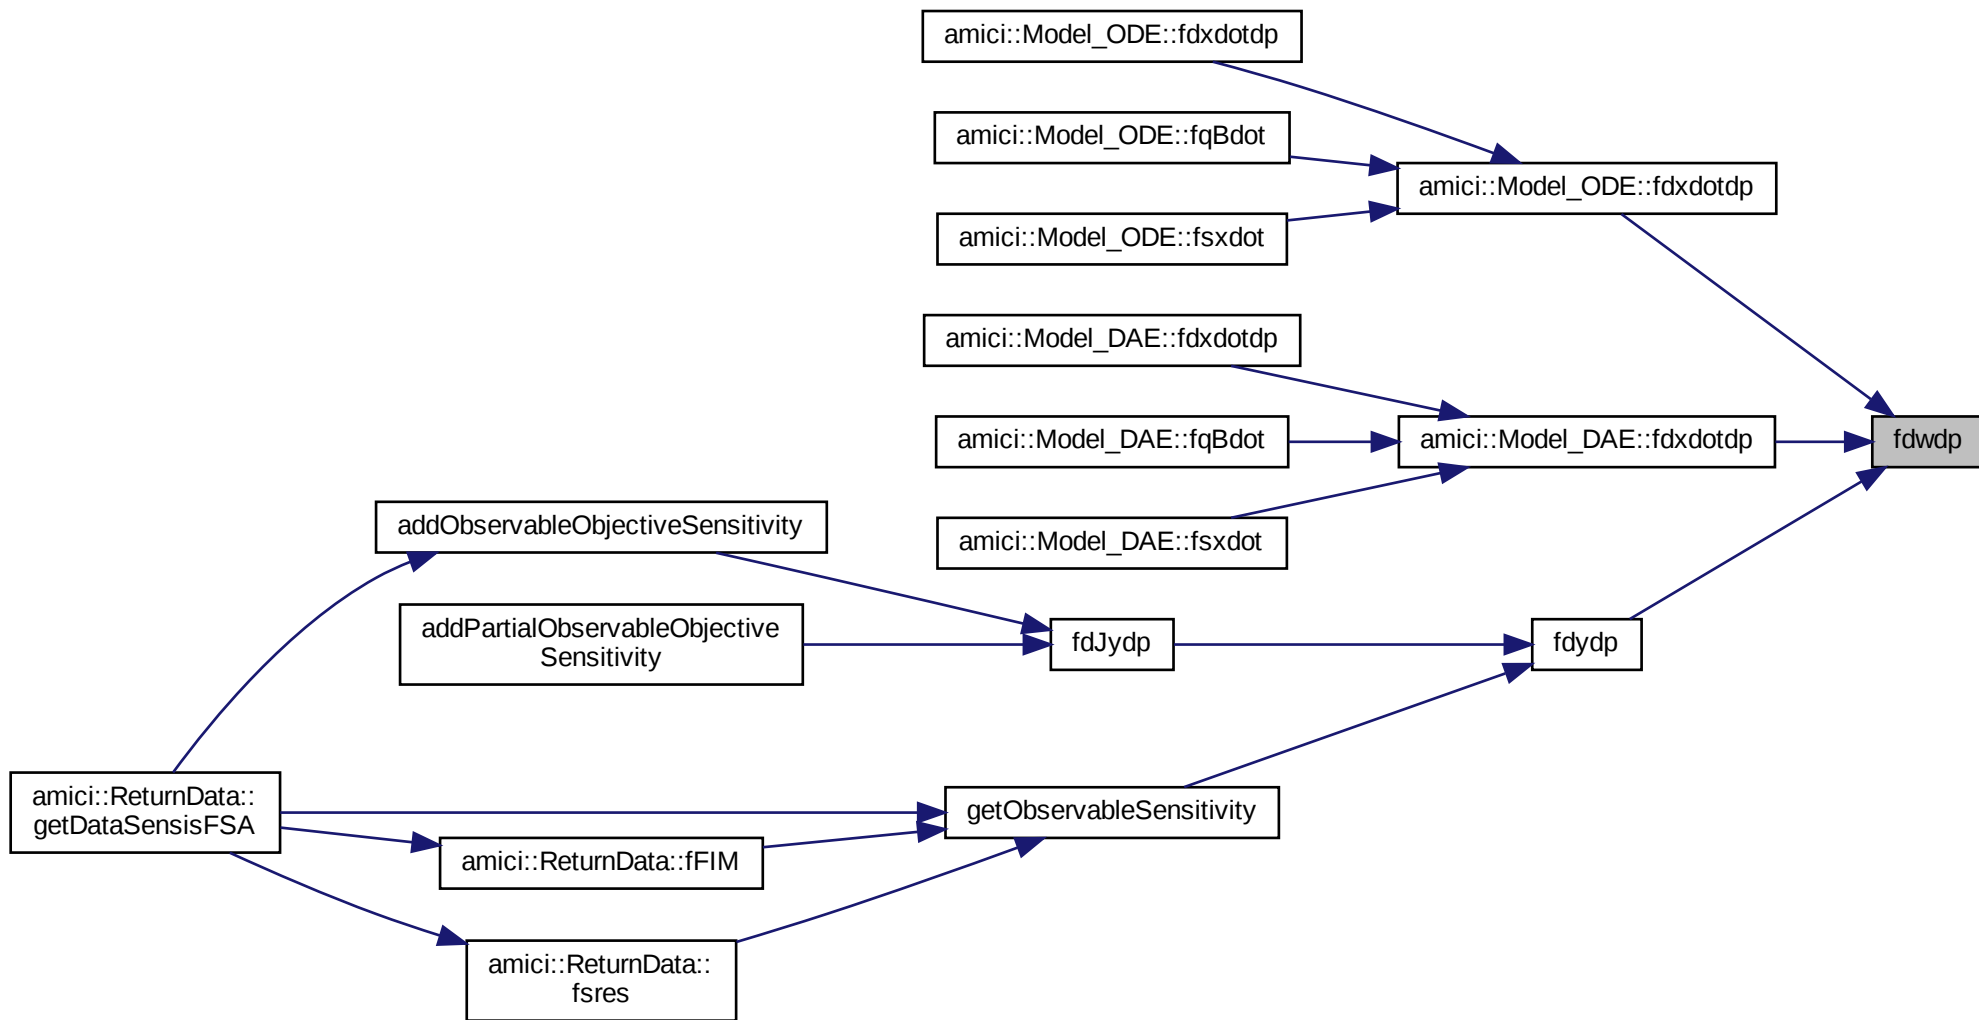 amici::Model_ODE::fdxdotdp
amici::Model_ODE::fqBdot
amici::Model_ODE::fdxdotdp
amici::Model_ODE::fsxdot
amici::Model_DAE::fdxdotdp
amici::Model_DAE::fqBdot
amici::Model_DAE::fdxdotdp
fdwdp
addObservableObjectiveSensitivity
amici::Model_DAE::fsxdot
addPartialObservableObjective
Sensitivity
fdJydp
fdydp
amici::ReturnData::
getDataSensisFSA
getObservableSensitivity
amici::ReturnData::fFIM
amici::ReturnData::
fsres